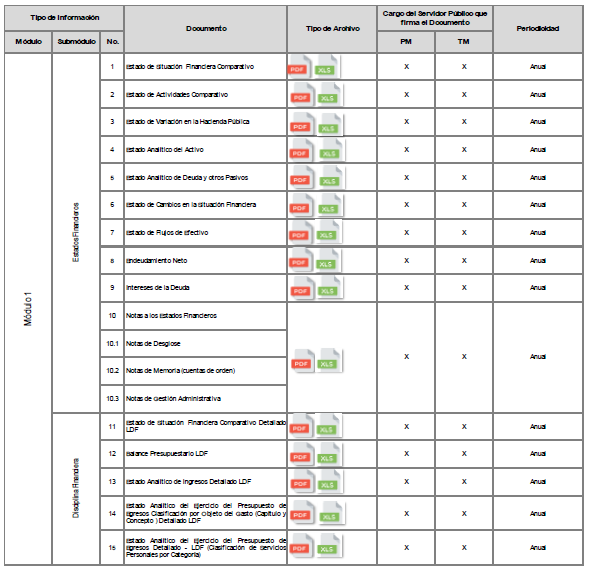 Tipo de Información
Documento
Tipo de Archivo
Cargo del Servidor Público que
firma el Documento
Periodicidad
Módulo
Submódulo
No.
PM
TM
Módulo 1
Estados Financieros
1
Estado de Situación Financiera Comparativo
PDF
XLS
X
X
Anual
2
Estado de Actividades Comparativo
PDF
XLS
X
X
Anual
3
Estado de Variación en la Hacienda Pública
PDF
XLS
X
X
Anual
4
Estado Analítico del Activo
PDF
XLS
X
X
Anual
5
Estado Analítico de Deuda y otros Pasivos
PDF
XLS
X
X
Anual
6
Estado de Cambios en la Situación Financiera
PDF
XLS
X
X
Anual
7
Estado de Flujos de Efectivo
PDF
XLS
X
X
Anual
8
Endeudamiento Neto
PDF
XLS
X
X
Anual
9
Intereses de la Deuda
PDF
XLS
X
X
Anual
10
Notas a los Estados Financieros
10.1
Notas de Desglose
10.2
Notas de Memoria (cuentas de orden)
10.3
Notas de Gestión Administrativa
PDF
XLS
X
X
Anual
Disciplina Financiera
11
Estado de Situación Financiera Comparativo Detallado
LDF
PDF
XLS
X
X
Anual
12
Balance Presupuestario LDF
PDF
XLS
X
X
Anual
13
Estado Analítico de Ingresos Detallado LDF
PDF
XLS
X
X
Anual
14
Estado Analítico del Ejercicio del Presupuesto de
Egresos Clasificación por Objeto del Gasto (Capítulo y
Concepto ) Detallado LDF
PDF
XLS
X
X
Anual
15
Estado Analítico del Ejercicio del Presupuesto de
Egresos Detallado - LDF (Clasificación de Servicios
Personales por Categoría)
PDF
XLS
X
X
Anual